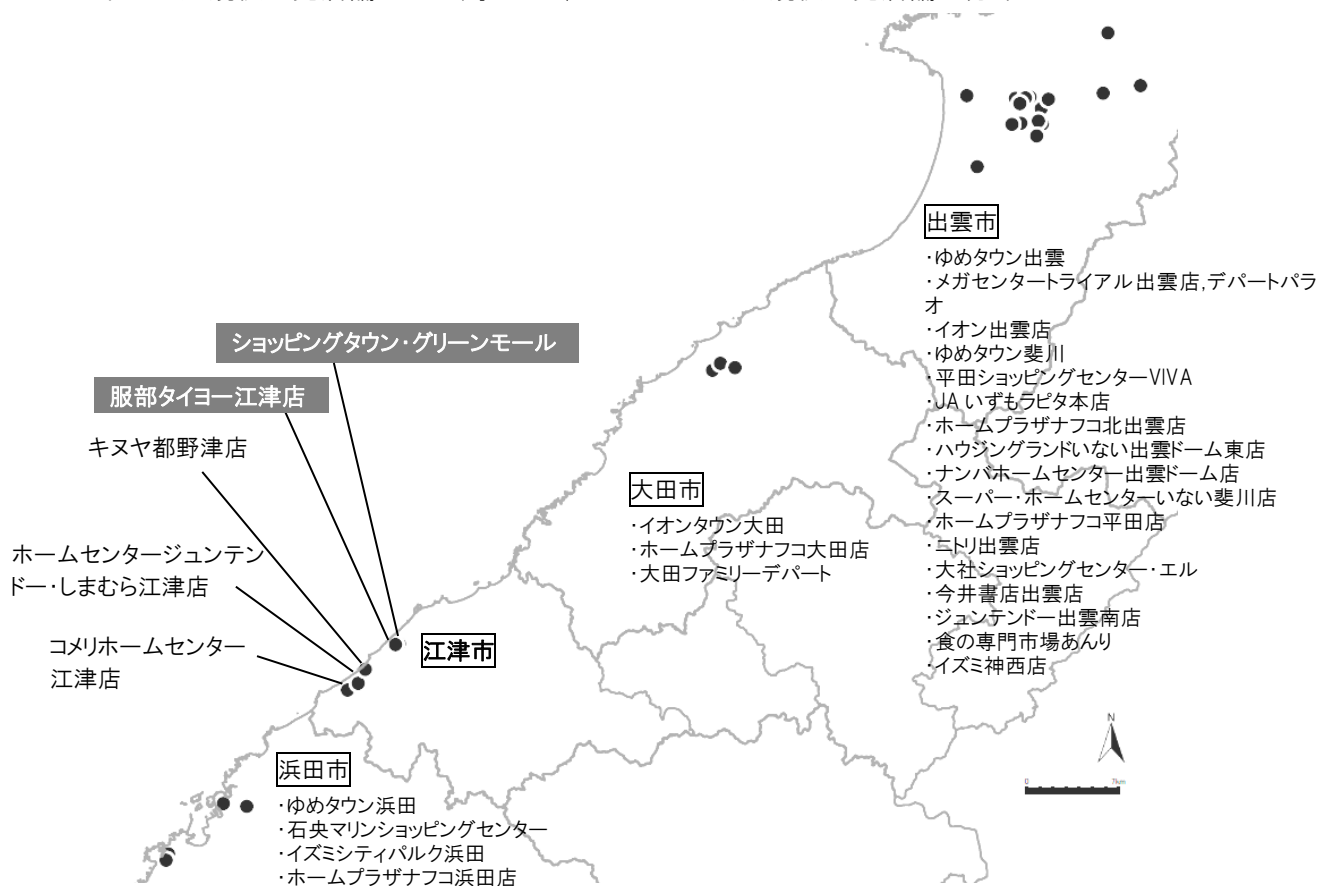 出雲市
・ゆめタウン出雲
・メガセンタートライアル出雲店,デパートパラ
オ
・イオン出雲店
・ゆめタウン斐川
・平田ショッピングセンターVIVA
・JAいずもラピタ本店
・ホームプラザナフコ北出雲店
・ハウジングランドいない出雲ドーム東店
・ナンバホームセンター出雲ドーム店
・スーパー・ホームセンターいない斐川店
・ホームプラザナフコ平田店
・ニトリ出雲店
・大社ショッピングセンター・エル
・今井書店出雲店
・ジュンテンドー出雲南店
・食の専門市場あんり
・イズミ神西店
ショッピングタウン・グリーンモール
服部タイヨー江津店
キヌヤ都野津店
ホームセンタージュンテン
ドー・しまむら江津店
コメリホームセンター
江津店
江津市
大田市
・イオンタウン大田
・ホームプラザナフコ大田店
・大田ファミリーデパート
浜田市
・ゆめタウン浜田
・石央マリンショッピングセンター
・イズミシティパルク浜田
・ホームプラザナフコ浜田店
N
0 7km